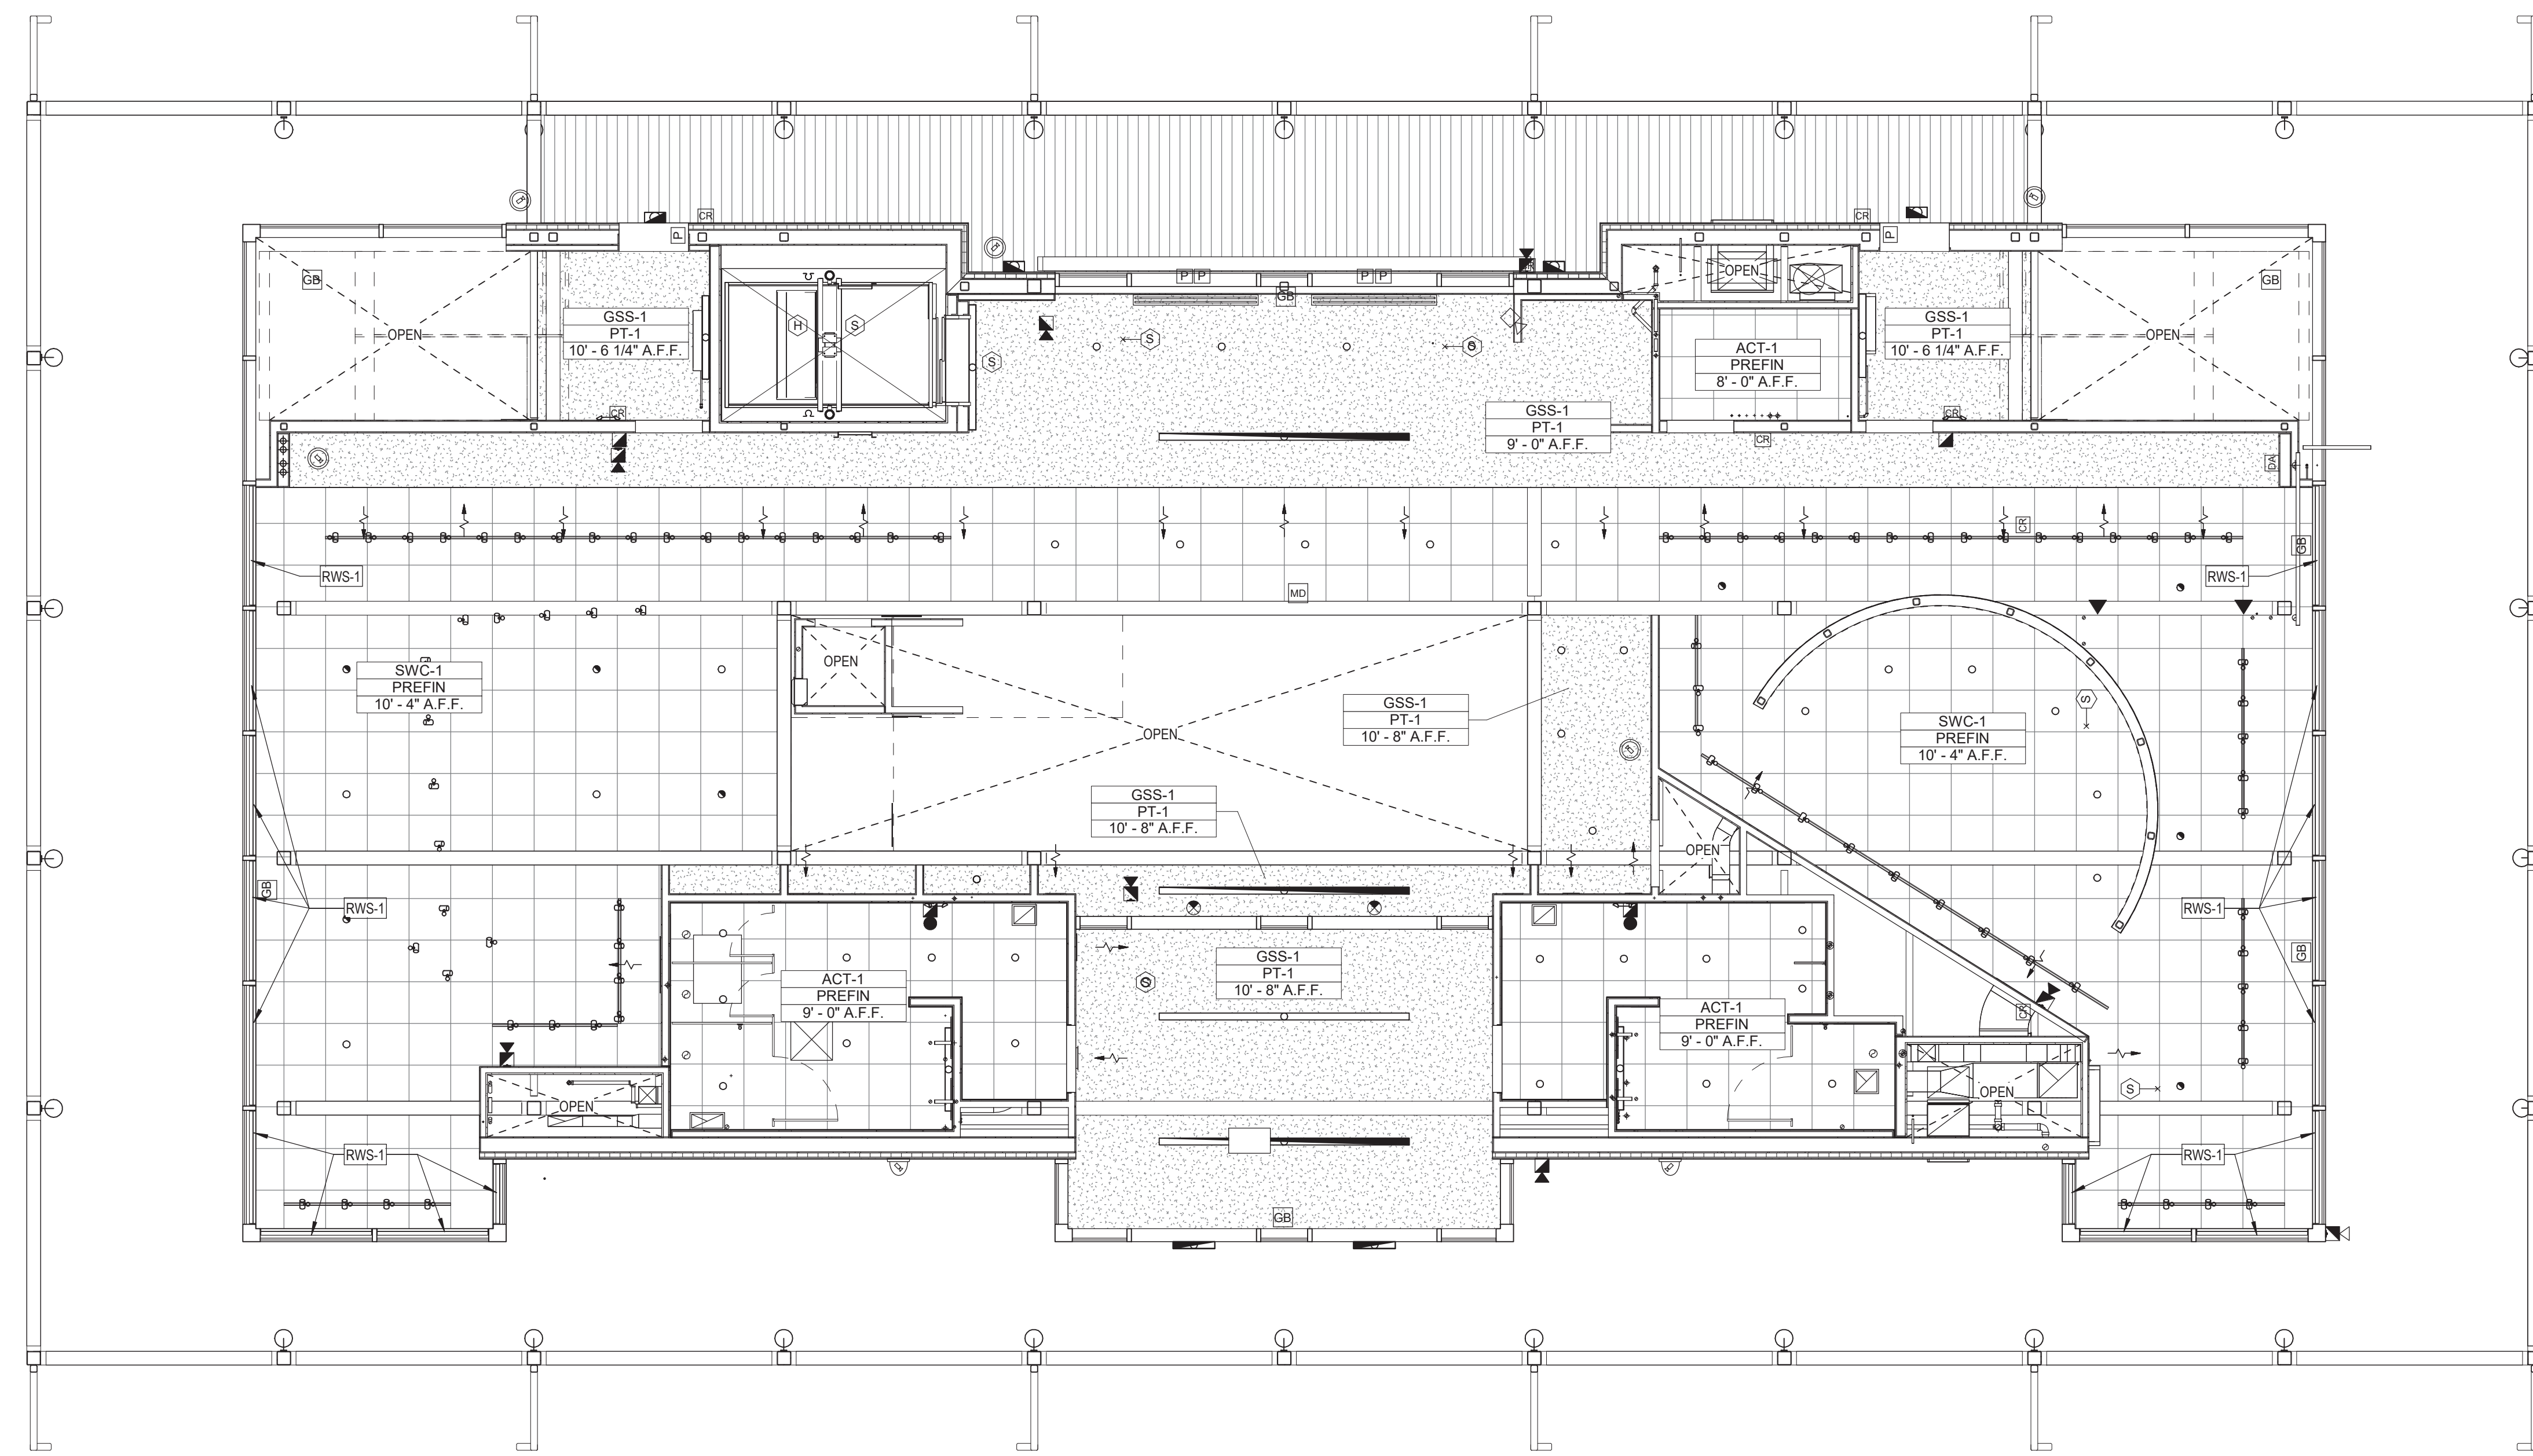 CR
CR
P
P
GB
P P
P P
GB
GB
OPEN
OPEN
GSS-1
PT-1
10' - 6 1/4" A.F.F.
H
S
S
S
S
GSS-1
PT-1
10' - 6 1/4" A.F.F.
OPEN
OPEN
ACT-1
PREFIN
8' - 0" A.F.F.
CR
GSS-1
PT-1
9' - 0" A.F.F.
CR
CR
DA
CR
GB
RWS-1
RWS-1
MD
OPEN
SWC-1
PREFIN
10' - 4" A.F.F.
GSS-1
PT-1
10' - 8" A.F.F.
S
SWC-1
PREFIN
10' - 4" A.F.F.
OPEN
GSS-1
PT-1
10' - 8" A.F.F.
OPEN
GB
RWS-1
RWS-1
GB
GSS-1
PT-1
10' - 8" A.F.F.
ACT-1
PREFIN
9' - 0" A.F.F.
ACT-1
PREFIN
9' - 0" A.F.F.
CR
OPEN
OPEN
S
RWS-1
RWS-1
GB